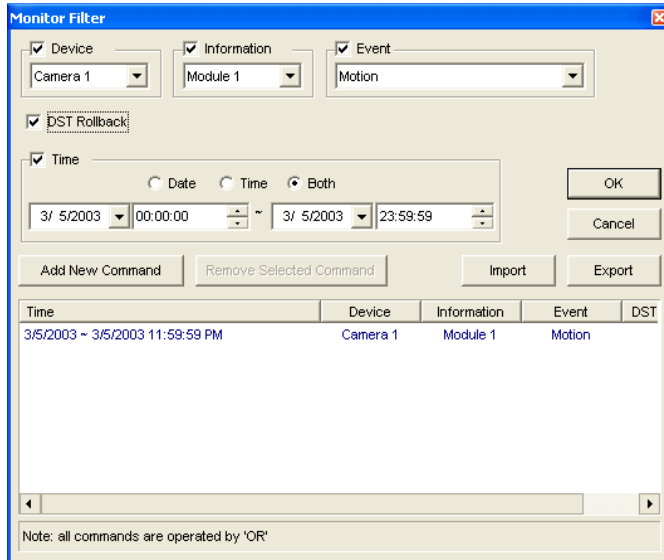 Monitor Filter
Device Information Event
Camera 1 Module 1 Motion
DST Rollback
Time
Date Time Both
3/ 5/2003 00:00:00 ~ 3/ 5/2003 23:59:59
OK
Cancel
Add New Command Remove Selected Command Import Export
Time Device Information Event DST
3/5/2003 ~ 3/5/2003 11:59:59 PM Camera 1 Module 1 Motion
Note: all commands are operated by 'OR'